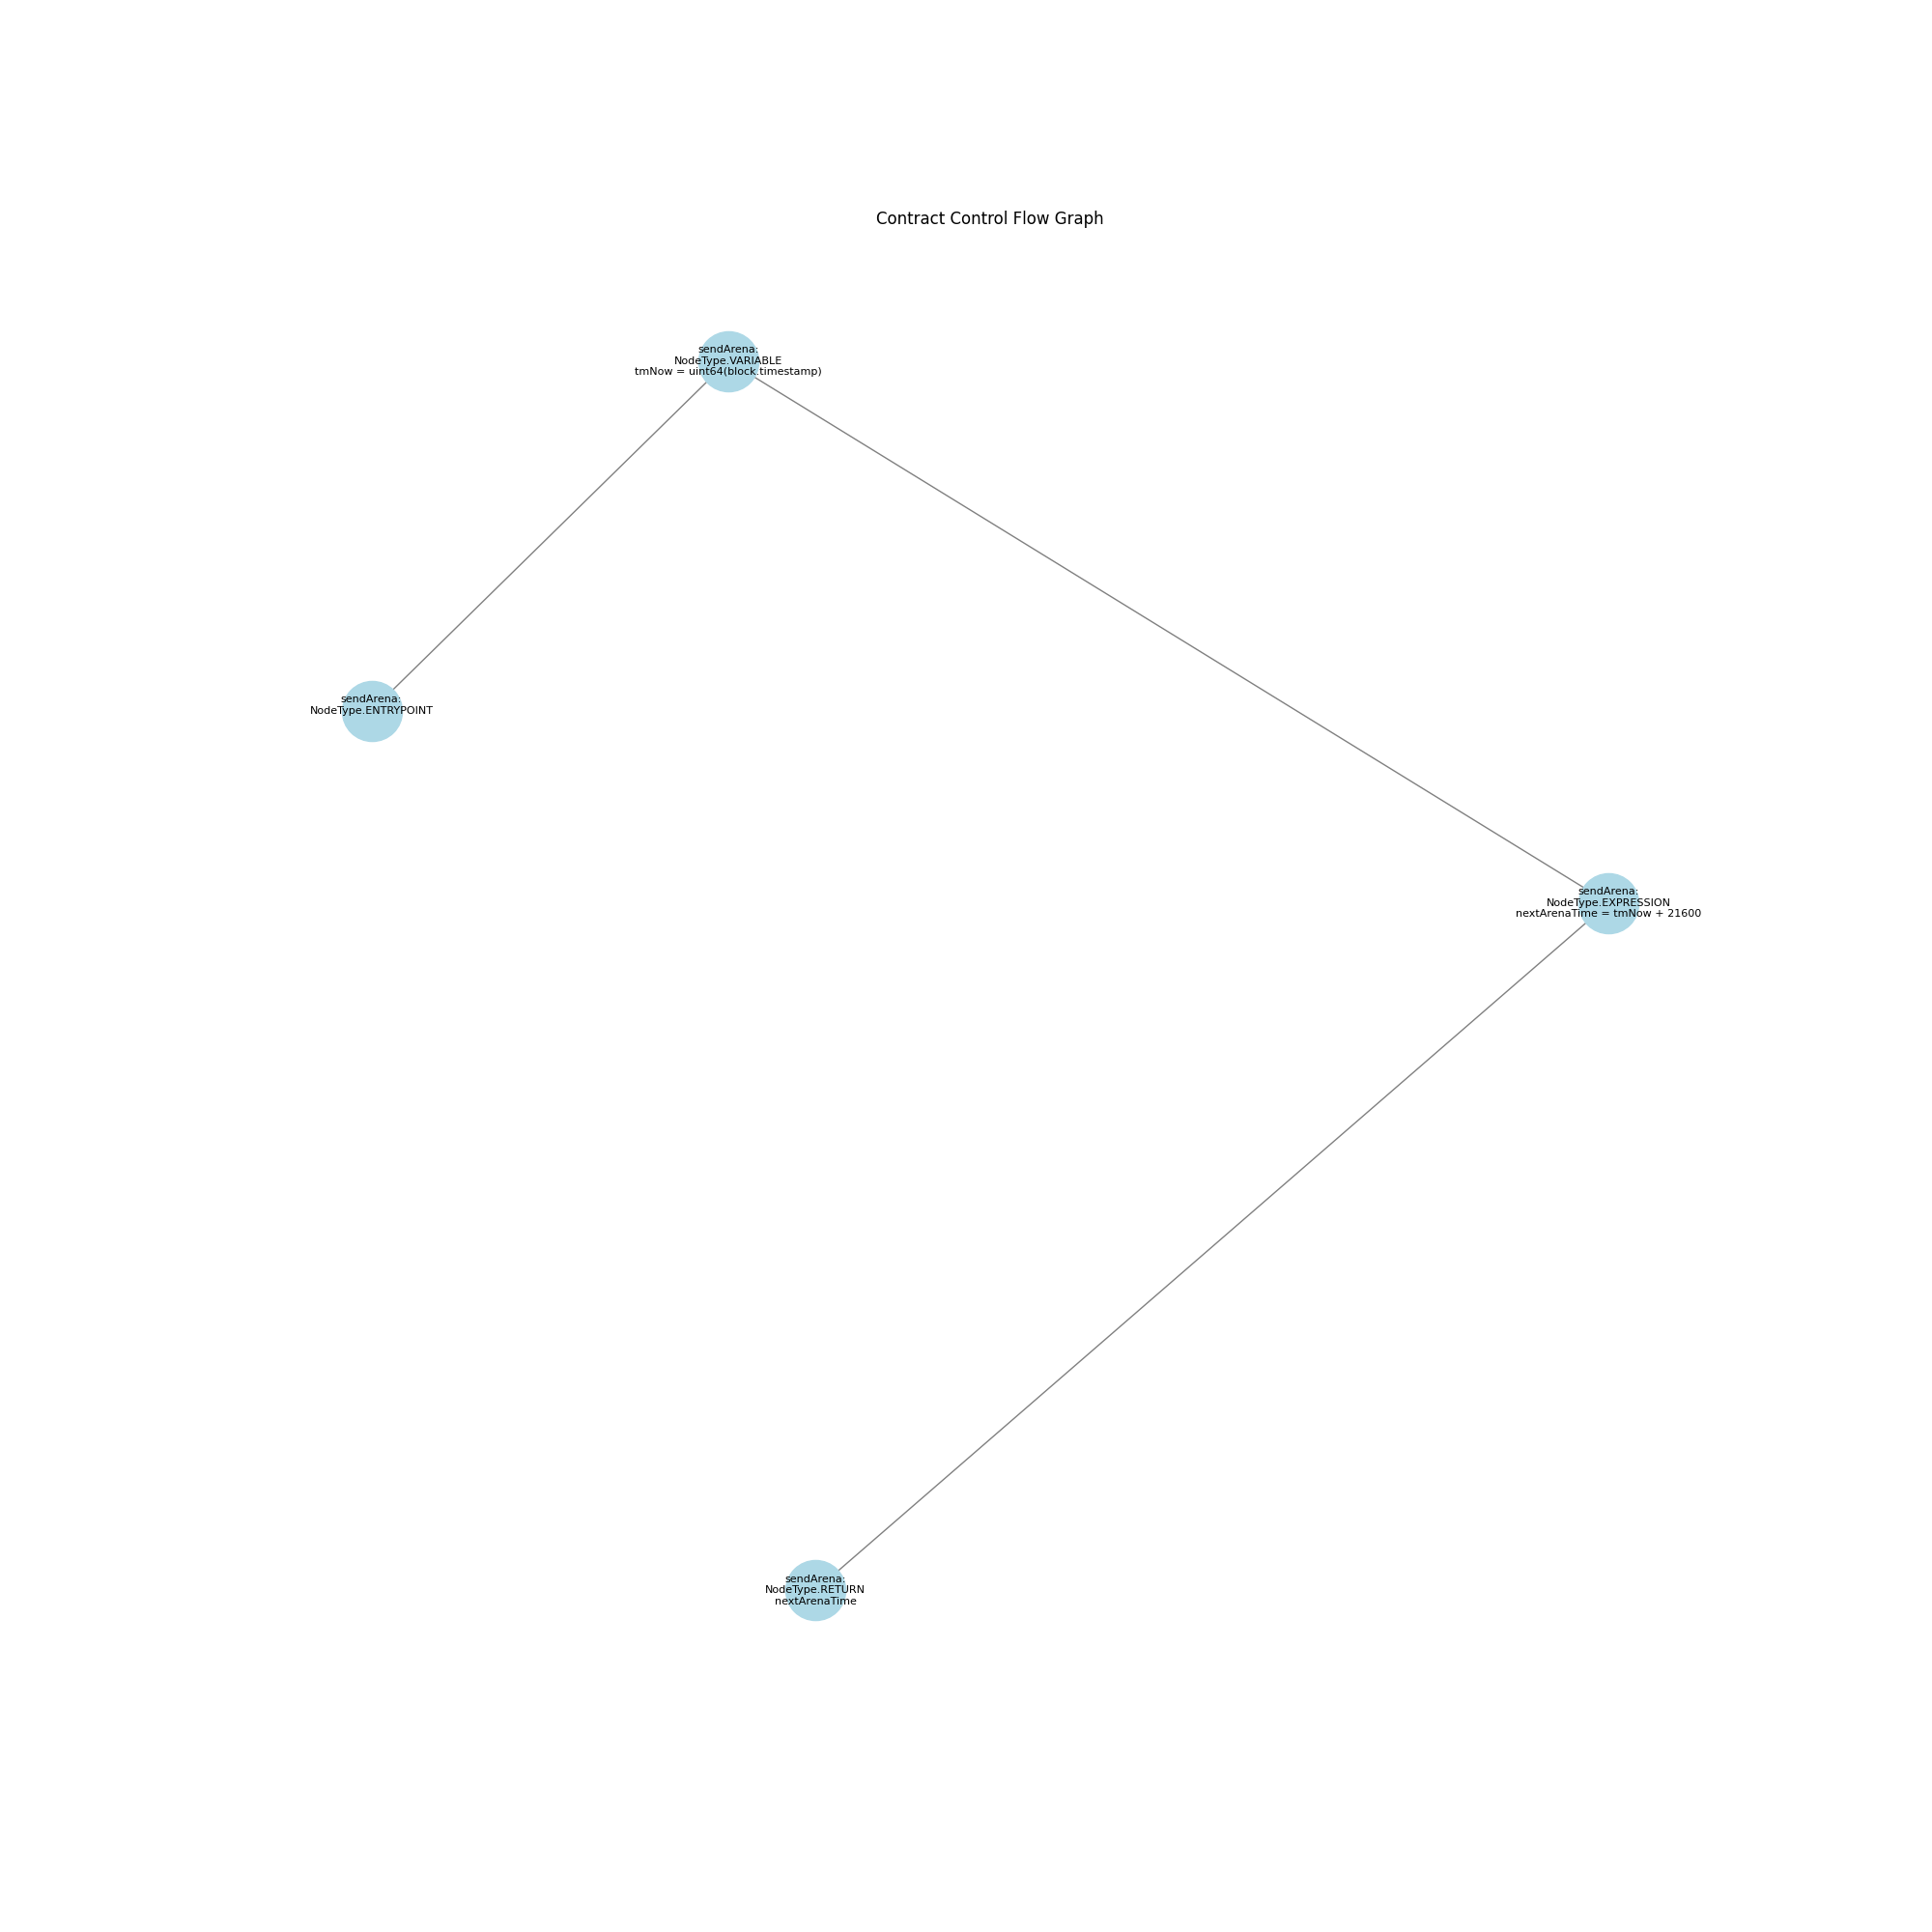 Contract Control Flow Graph
sendArena:
NodeType.VARIABLE
tmNow = uint64(block.timestamp)
sendArena:
NodeType.ENTRYPOINT
sendArena:
NodeType.EXPRESSION
nextArenaTime = tmNow + 21600
sendArena:
NodeType.RETURN
nextArenaTime